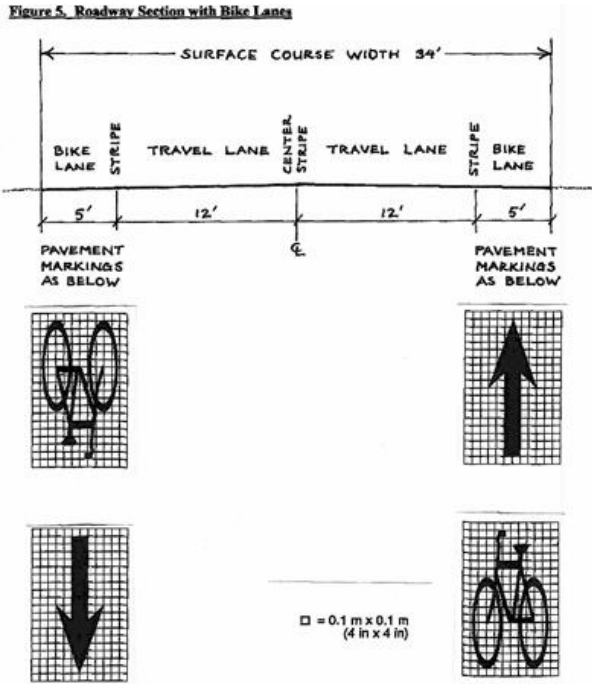 Figure 5. Roadway Section with Bike Lanes
SURFACE COURSE WIDTH 34'
BIKE LANE
STRIPE
TRAVEL LANE
CENTER STRIPE
TRAVEL LANE
STRIPE
BIKE LANE
5'
12'
12'
5'
℄
PAVEMENT
MARKINGS
AS BELOW
PAVEMENT
MARKINGS
AS BELOW
= 0.1 m x 0.1 m
(4 in x 4 in)